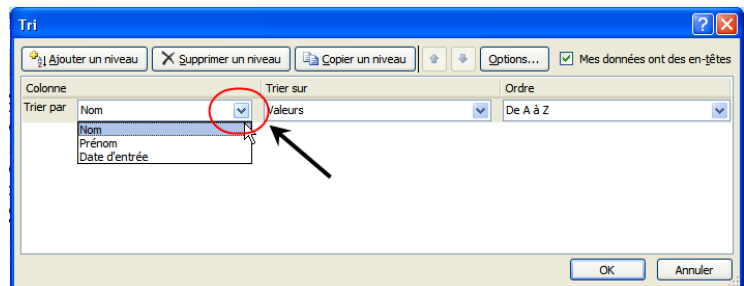 Tri
Ajouter un niveau Supprimer un niveau Copier un niveau Options... Mes données ont des en-têtes
Colonne Trier sur Ordre
Trier par Nom Valeurs De A à Z
Nom
Prénom
Date d'entrée
OK Annuler